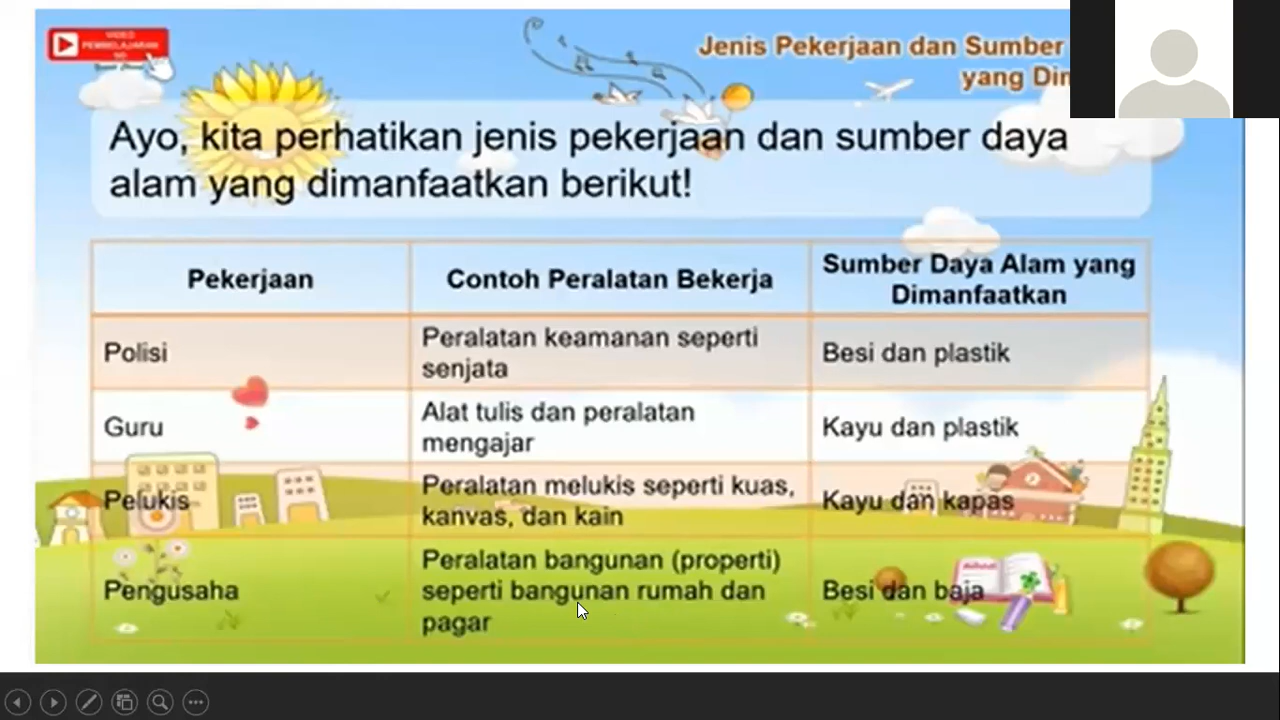 VIDEO
PEMBELAJARAN
SD
Jenis Pekerjaan dan Sumber
yang
Ayo, kita perhatikan jenis pekerjaan dan sumber daya
alam yang dimanfaatkan berikut!
Pekerjaan
Contoh Peralatan Bekerja
Sumber Daya Alam yang
Dimanfaatkan
Polisi
Peralatan keamanan seperti
senjata
Besi dan plastik
Guru
Alat tulis dan peralatan
mengajar
Kayu dan plastik
Pelukis
Peralatan melukis seperti kuas,
kanvas, dan kain
Kayu dan kapas
Pengusaha
Peralatan bangunan (properti)
seperti bangunan rumah dan
pagar
Besi dan baja